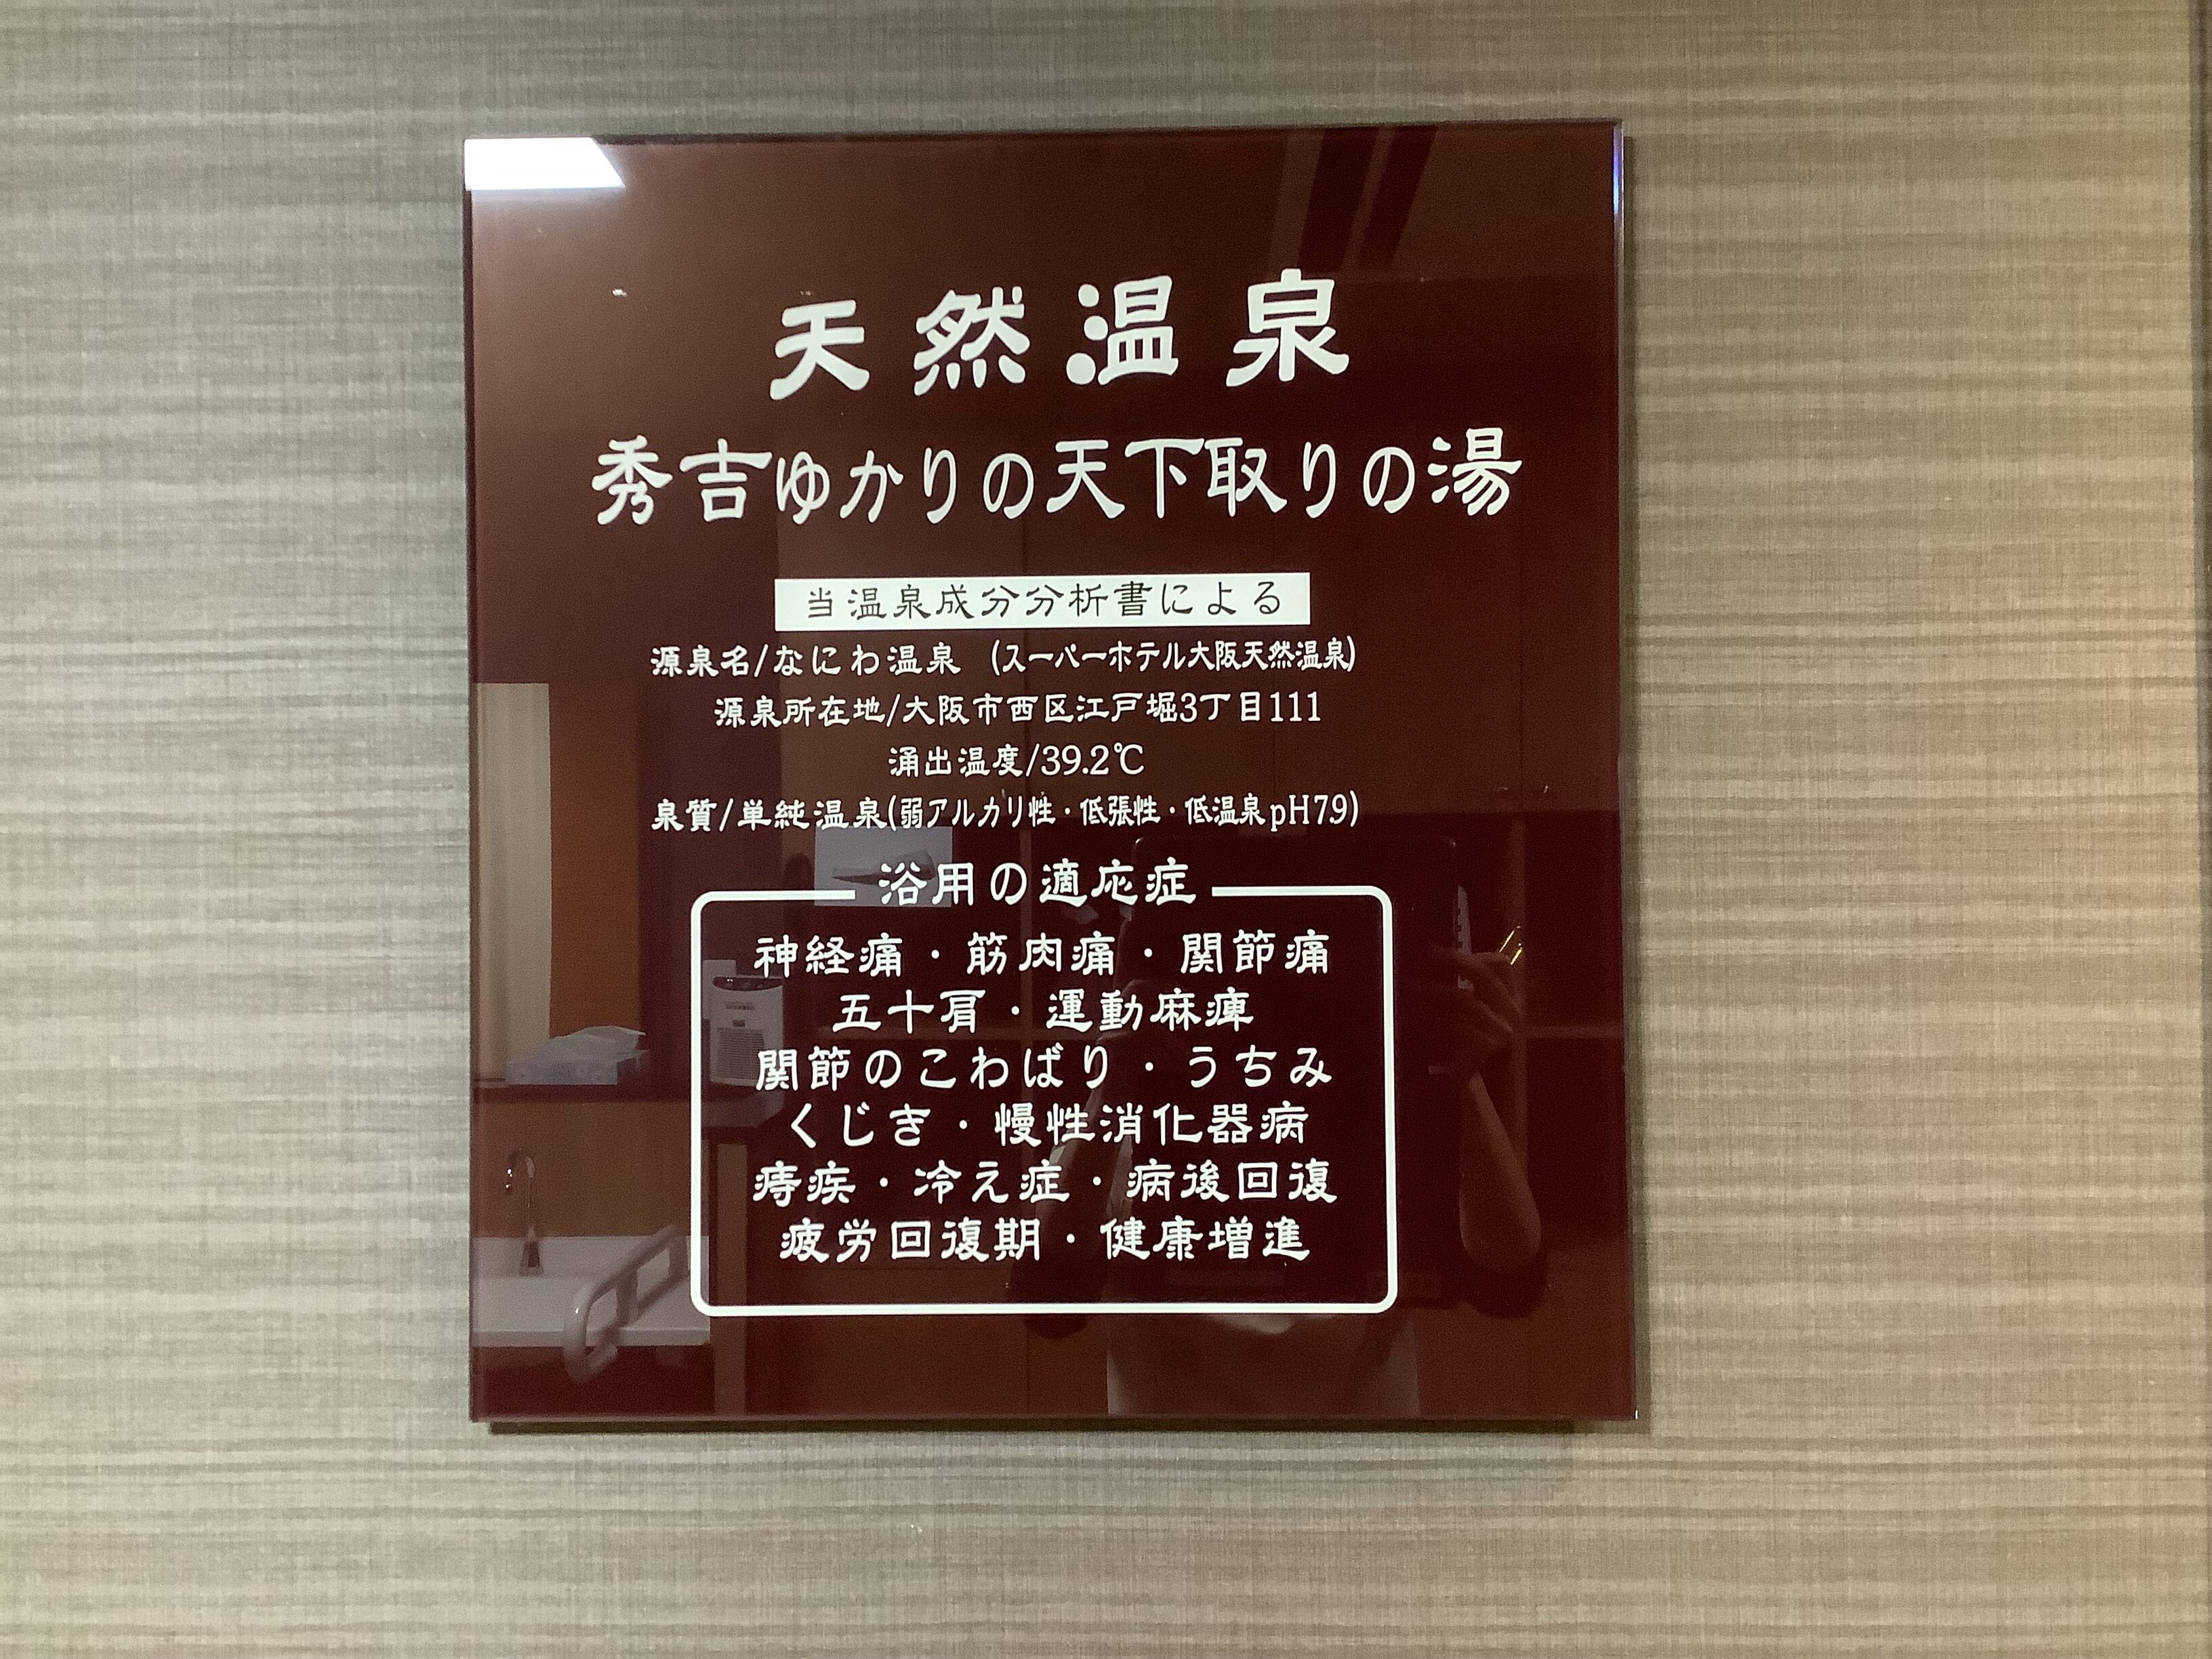 天然温泉
秀吉ゆかりの天下取りの湯
当温泉成分分析書による
源泉名/なにわ温泉 (スーパーホテル大阪天然温泉)
源泉所在地/大阪市西区江戸堀3丁目111
涌出温度/39.2℃
泉質/単純温泉(弱アルカリ性・低張性・低温泉pH79)
浴用の適応症
神経痛・筋肉痛・関節痛
五十肩・運動麻痺
関節のこわばり・うちみ
くじき・慢性消化器病
痔疾・冷え症・病後回復
疲労回復期・健康増進